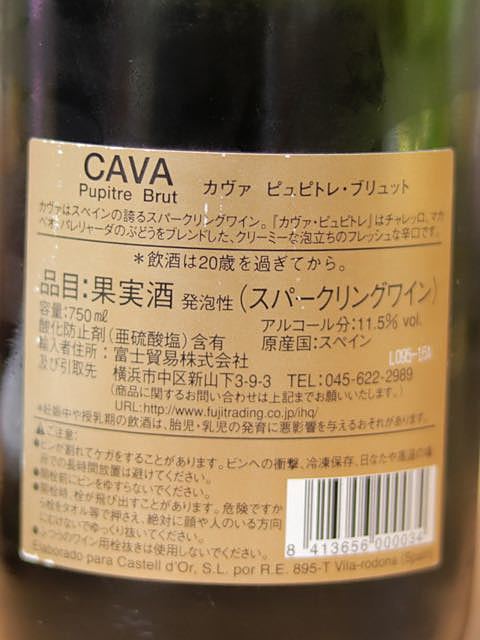 CAVA
Pupitre Brut カヴァ ピュピトレ・ブリュット
カヴァはスペインの誇るスパークリングワイン。『カヴァ・ピュピトレ』はチャレッロ、マカ
ベオ、パレリャーダのぶどうをブレンドした、クリーミーな泡立ちのフレッシュな辛口です。
*飲酒は20歳を過ぎてから。
品目:果実酒 発泡性(スパークリングワイン)
容量:750㎖ アルコール分:11.5% vol.
酸化防止剤(亜硫酸塩)含有 原産国:スペイン
L095-15A
輸入者住所:富士貿易株式会社
及び引取先 横浜市中区新山下3-9-3 TEL:045-622-2989
(商品に関するお問い合わせは上記までお願いいたします。)
URL:http://www.fujitrading.co.jp/ihq/
*妊娠中や授乳期の飲酒は、胎児・乳児の発育に悪影響を与えるおそれがあります。
⚠ご注意:
●ビンが割れてケガをすることがあります。ビンへの衝撃、冷凍保存、日なたや高温の場
所での長時間放置は避けてください。
●開栓前にビンをゆすらないでください。
●開栓時、栓が飛び出すことがあります。危険ですか
ら栓をタオル等で押さえ、絶対に顔や人のいる方向
にむけないでゆっくり抜いてください。
●ふつうのワイン用栓抜きは使用しないでください。
8 413656 000034
Elaborado para Castell d'Or, S.L. por R.E. 895-T Vila-rodona (Spain)